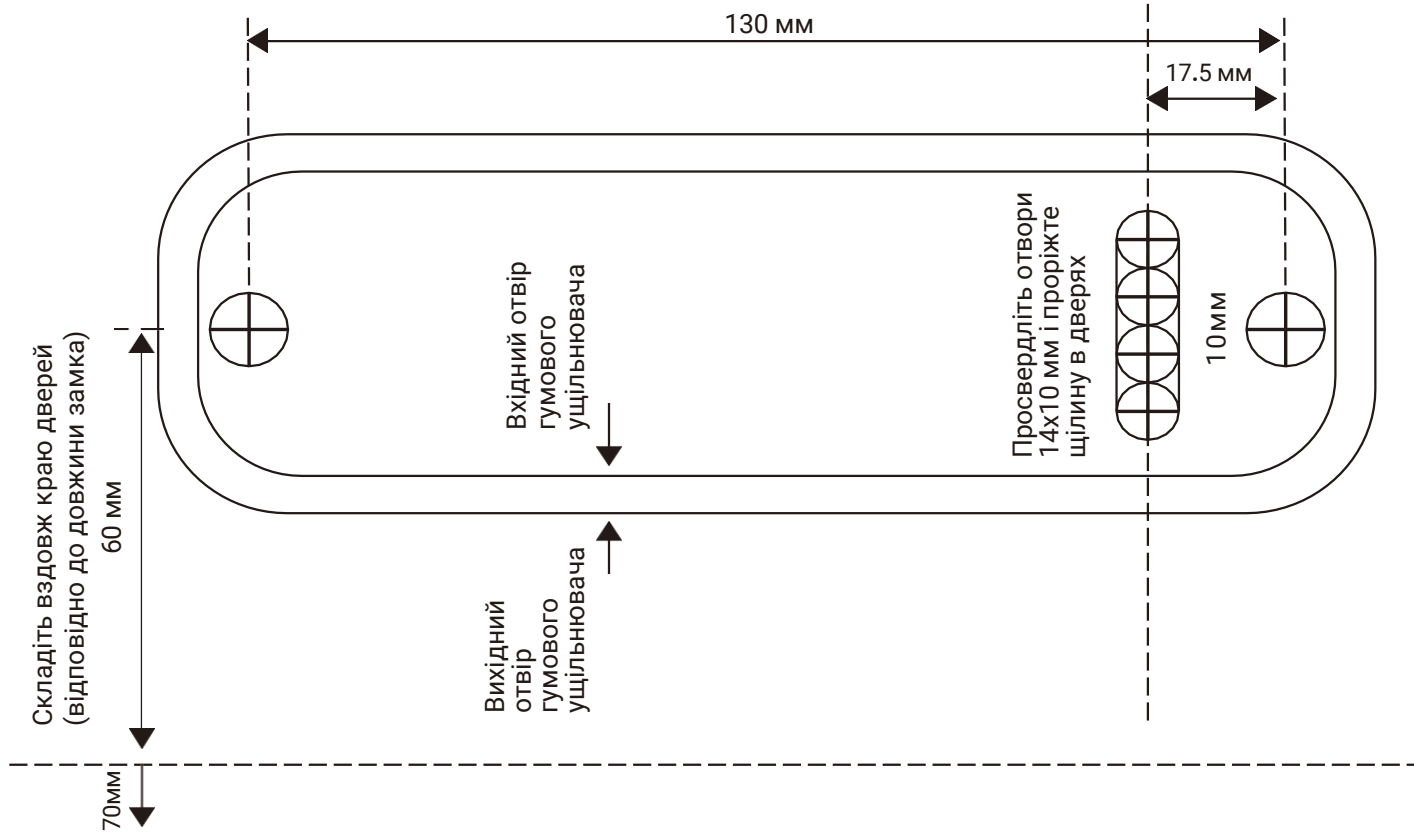 130 мм
17.5 мм
Складіть вздовж краю дверей
(відповідно до довжини замка)
60 мм
70мм
Вхідний отвір
гумового
ущільнювача
Вихідний
отвір
гумового
ущільнювача
Просвердліть отвори
14x10 мм і проріжте
щілину в дверях
10мм